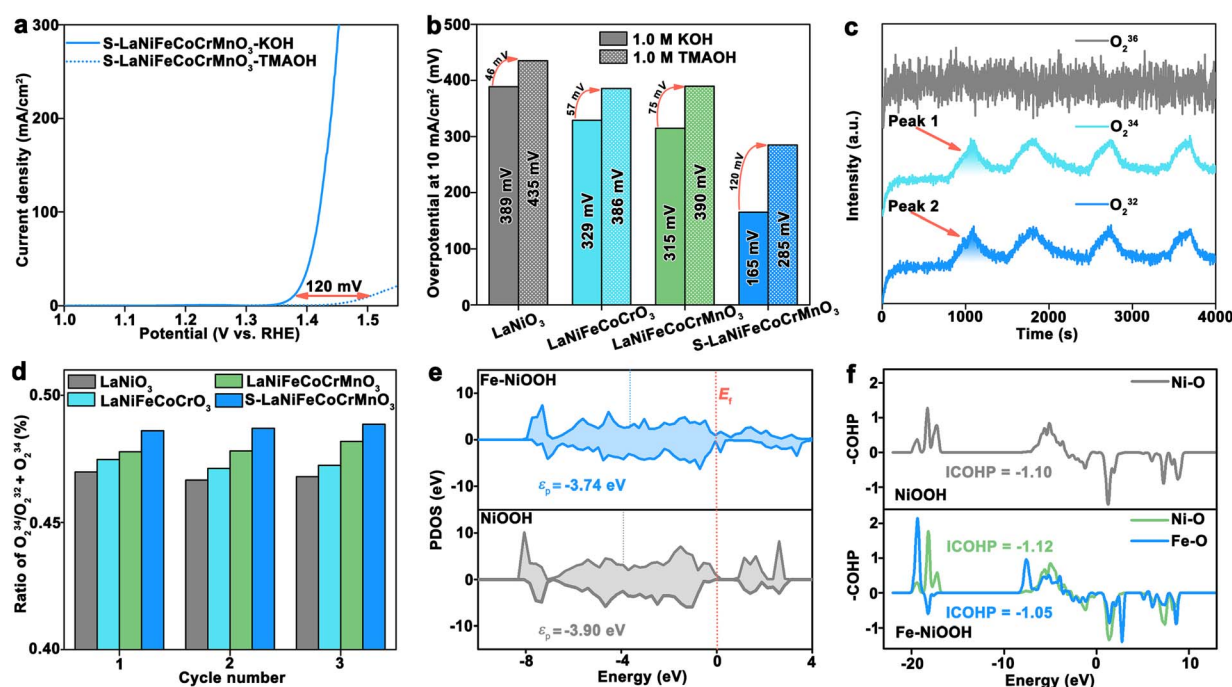 a
300
200
100
0
Current density (mA/cm²)
S-LaNiFeCoCrMnO₃-KOH
S-LaNiFeCoCrMnO₃-TMAOH
120 mV
1.0 1.1 1.2 1.3 1.4 1.5
Potential (V vs. RHE)
b
500
400
300
200
100
0
Overpotential at 10 mA/cm² (mV)
1.0 M KOH
1.0 M TMAOH
46 mV
57 mV
75 mV
120 mV
389 mV
435 mV
329 mV
386 mV
315 mV
390 mV
165 mV
285 mV
LaNiO₃
LaNiFeCoCrO₃
LaNiFeCoCrMnO₃
S-LaNiFeCoCrMnO₃
c
Intensity (a.u.)
O₂³⁶
O₂³⁴
O₂³²
Peak 1
Peak 2
0 1000 2000 3000 4000
Time (s)
d
0.50
0.45
0.40
Ratio of O₂³⁴/O₂³² + O₂³⁴ (%)
LaNiO₃
LaNiFeCoCrO₃
LaNiFeCoCrMnO₃
S-LaNiFeCoCrMnO₃
1 2 3
Cycle number
e
PDOS (eV)
Fe-NiOOH
10
0
-10
Ef
εp = -3.74 eV
NiOOH
10
0
-10
εp = -3.90 eV
-8 -4 0 4
Energy (eV)
f
-COHP
2
1
0
-1
Ni-O
ICOHP = -1.10
NiOOH
-COHP
2
1
0
-1
Ni-O
Fe-O
ICOHP = -1.12
ICOHP = -1.05
Fe-NiOOH
-20 -10 0 10
Energy (eV)